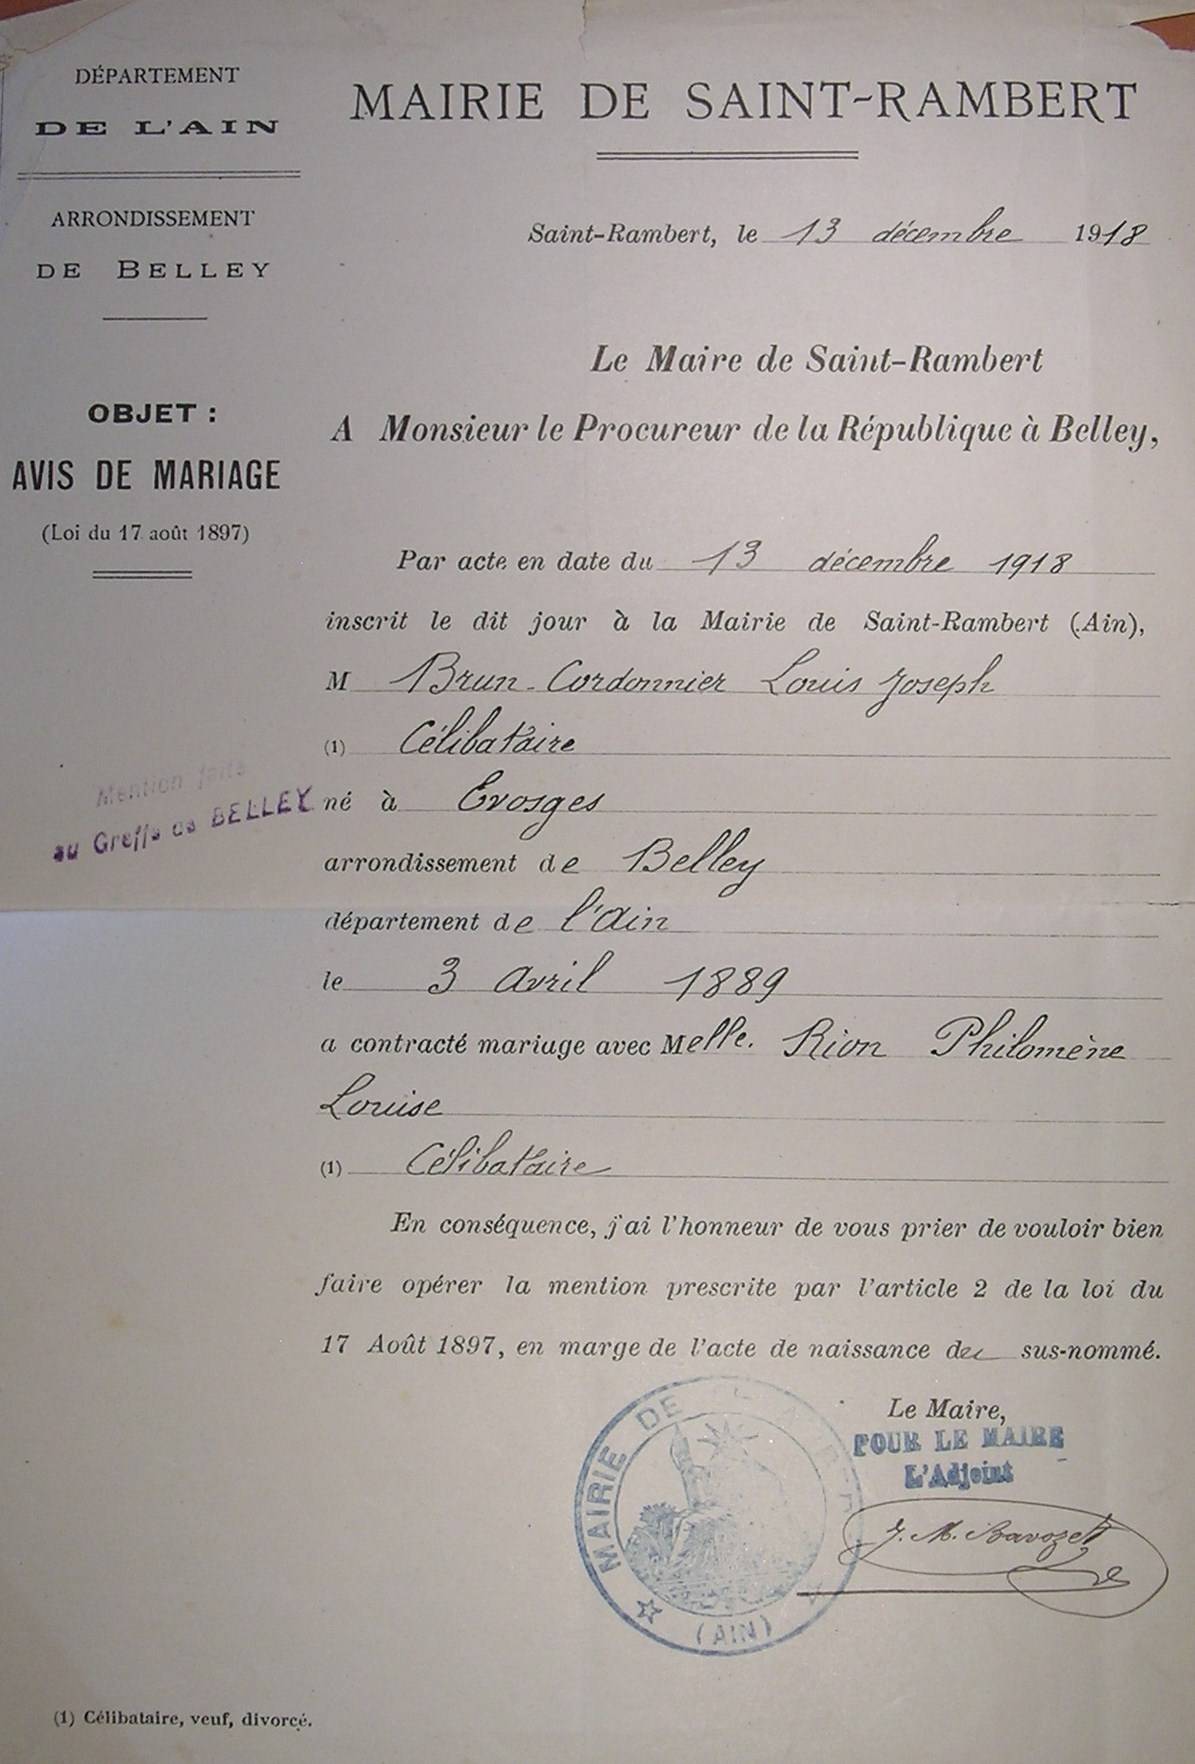 DÉPARTEMENT
DE L'AIN
ARRONDISSEMENT
DE BELLEY
OBJET :
AVIS DE MARIAGE
(Loi du 17 août 1897)
MAIRIE DE SAINT-RAMBERT
Saint-Rambert, le 13 décembre 1918
Le Maire de Saint-Rambert
A Monsieur le Procureur de la République à Belley,
Par acte en date du 13 décembre 1918
inscrit le dit jour à la Mairie de Saint-Rambert (Ain),
M Brun-Cordonnier Louis Joseph
(1) Célibataire
Mention faite
au Greffe de BELLEY
né à Evosges
arrondissement de Belley
département de l'Ain
le 3 Avril 1889
a contracté mariage avec Melle. Rion Philomène
Louise
(1) Célibataire
En conséquence, j'ai l'honneur de vous prier de vouloir bien
faire opérer la mention prescrite par l'article 2 de la loi du
17 Août 1897, en marge de l'acte de naissance du sus-nommé.
Le Maire,
POUR LE MAIRE
L'Adjoint
J. M. Bavozet
MAIRIE DE
(AIN)
(1) Célibataire, veuf, divorcé.